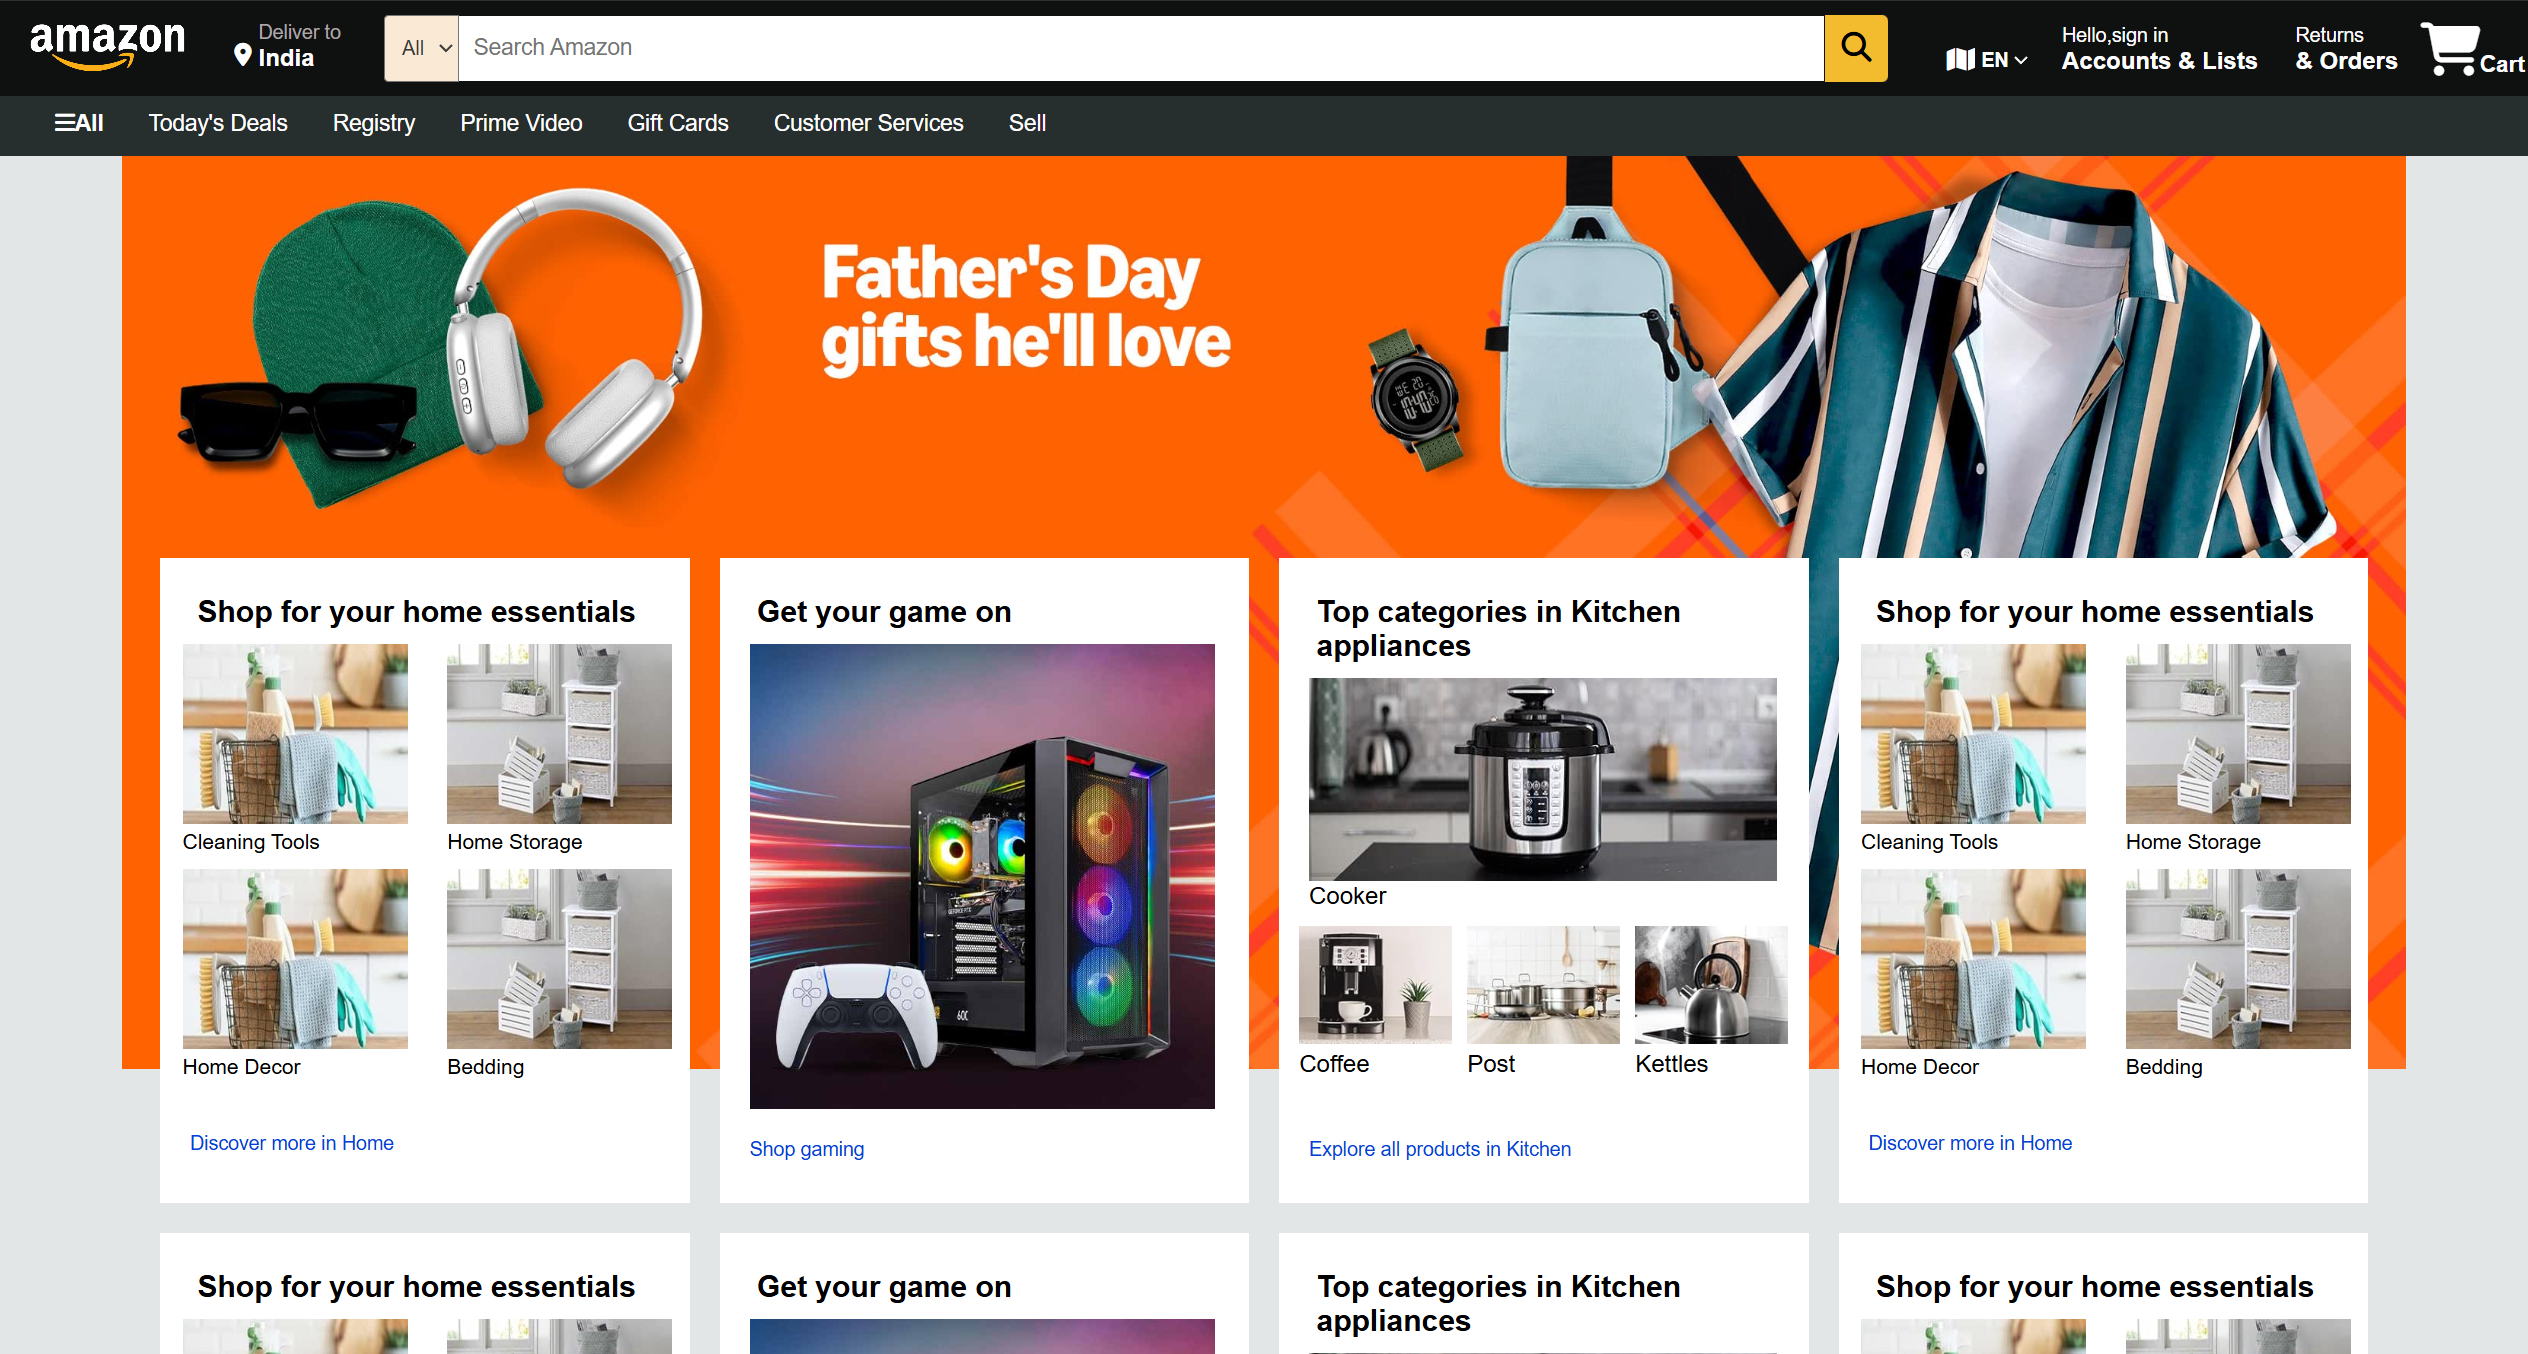 amazon
Deliver to
India
All
Search Amazon
EN
Hello,sign in
Accounts & Lists
Returns
& Orders
Cart
All
Today's Deals
Registry
Prime Video
Gift Cards
Customer Services
Sell
Father's Day
gifts he'll love
Shop for your home essentials
Cleaning Tools
Home Storage
Home Decor
Bedding
Discover more in Home
Get your game on
Shop gaming
Top categories in Kitchen
appliances
Cooker
Coffee
Post
Kettles
Explore all products in Kitchen
Shop for your home essentials
Cleaning Tools
Home Storage
Home Decor
Bedding
Discover more in Home
Shop for your home essentials
Get your game on
Top categories in Kitchen
appliances
Shop for your home essentials